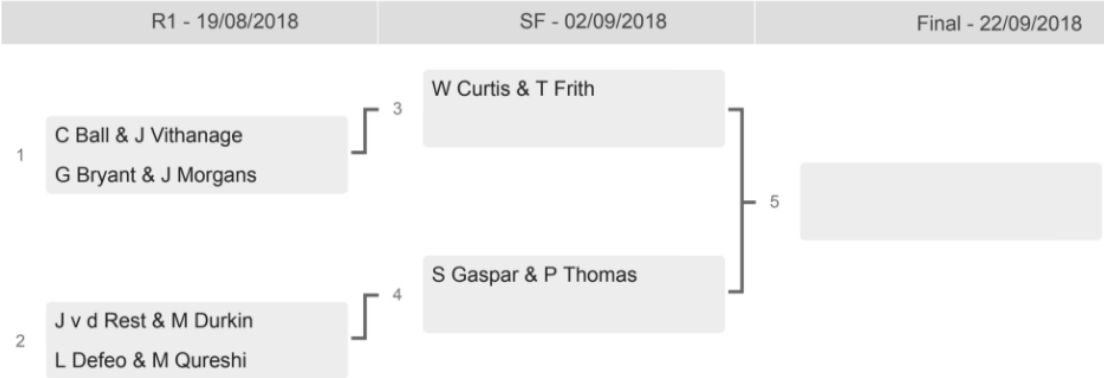 R1 - 19/08/2018
SF - 02/09/2018
Final - 22/09/2018
1
C Ball & J Vithanage
G Bryant & J Morgans
2
J v d Rest & M Durkin
L Defeo & M Qureshi
3
W Curtis & T Frith
4
S Gaspar & P Thomas
5